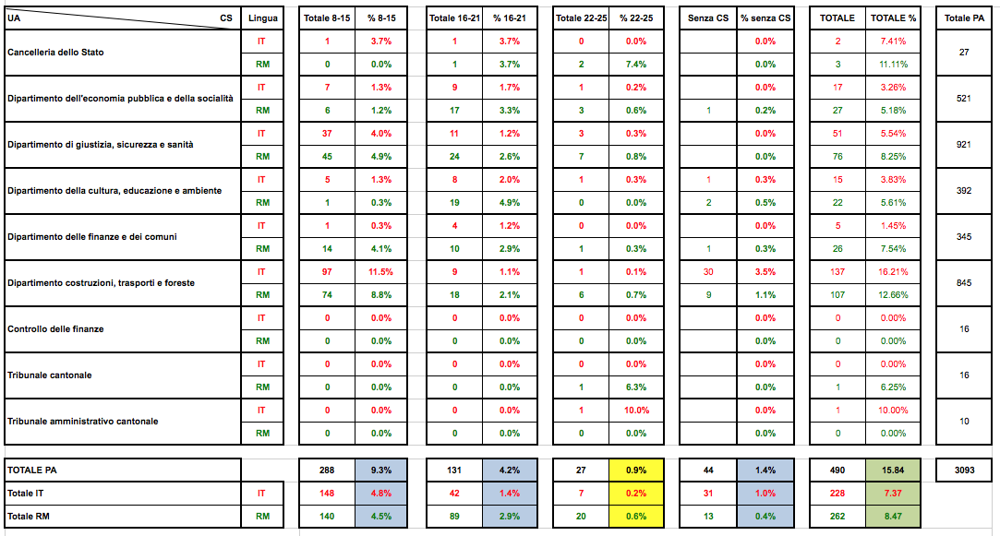 UA CS Lingua Totale 8-15 % 8-15 Totale 16-21 % 16-21 Totale 22-25 % 22-25 Senza CS % senza CS TOTALE TOTALE % Totale PA
Cancelleria dello Stato IT 1 3.7% 1 3.7% 0 0.0% 0.0% 2 7.41% 27
RM 0 0.0% 1 3.7% 2 7.4% 0.0% 3 11.11%
Dipartimento dell'economia pubblica e della socialità IT 7 1.3% 9 1.7% 1 0.2% 0.0% 17 3.26% 521
RM 6 1.2% 17 3.3% 3 0.6% 1 0.2% 27 5.18%
Dipartimento di giustizia, sicurezza e sanità IT 37 4.0% 11 1.2% 3 0.3% 0.0% 51 5.54% 921
RM 45 4.9% 24 2.6% 7 0.8% 0.0% 76 8.25%
Dipartimento della cultura, educazione e ambiente IT 5 1.3% 8 2.0% 1 0.3% 1 0.3% 15 3.83% 392
RM 1 0.3% 19 4.9% 0 0.0% 2 0.5% 22 5.61%
Dipartimento delle finanze e dei comuni IT 1 0.3% 4 1.2% 0 0.0% 0.0% 5 1.45% 345
RM 14 4.1% 10 2.9% 1 0.3% 1 0.3% 26 7.54%
Dipartimento costruzioni, trasporti e foreste IT 97 11.5% 9 1.1% 1 0.1% 30 3.5% 137 16.21% 845
RM 74 8.8% 18 2.1% 6 0.7% 9 1.1% 107 12.66%
Controllo delle finanze IT 0 0.0% 0 0.0% 0 0.0% 0.0% 0 0.00% 16
RM 0 0.0% 0 0.0% 0 0.0% 0.0% 0 0.00%
Tribunale cantonale IT 0 0.0% 0 0.0% 0 0.0% 0.0% 0 0.00% 16
RM 0 0.0% 0 0.0% 1 6.3% 0.0% 1 6.25%
Tribunale amministrativo cantonale IT 0 0.0% 0 0.0% 1 10.0% 0.0% 1 10.00% 10
RM 0 0.0% 0 0.0% 0 0.0% 0.0% 0 0.00%
TOTALE PA 288 9.3% 131 4.2% 27 0.9% 44 1.4% 490 15.84 3093
Totale IT IT 148 4.8% 42 1.4% 7 0.2% 31 1.0% 228 7.37
Totale RM RM 140 4.5% 89 2.9% 20 0.6% 13 0.4% 262 8.47